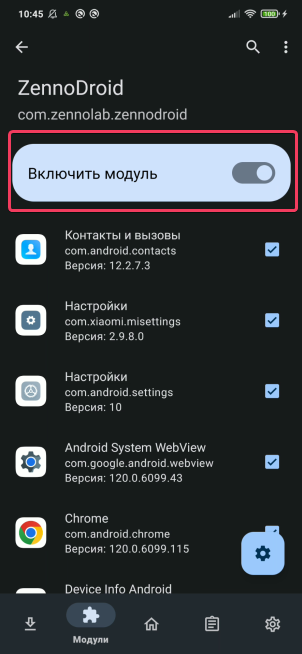 10:45
100
ZennoDroid
com.zennolab.zennodroid
Включить модуль
Контакты и вызовы
com.android.contacts
Версия: 12.2.7.3
Настройки
com.xiaomi.misettings
Версия: 2.9.8.0
Настройки
com.android.settings
Версия: 10
Android System WebView
com.google.android.webview
Версия: 120.0.6099.43
Chrome
com.android.chrome
Версия: 120.0.6099.115
Device Info Android
Модули